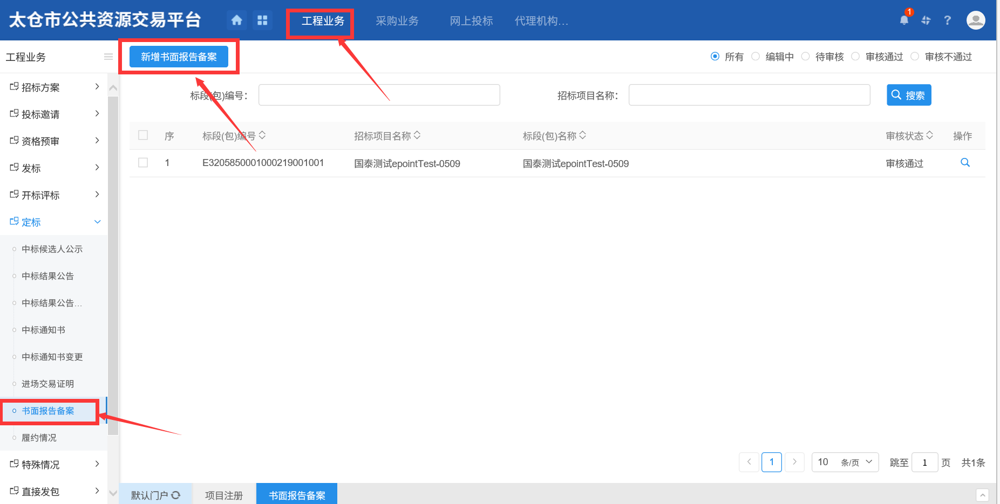 太仓市公共资源交易平台
工程业务
采购业务
网上投标
代理机构...
1
?
工程业务
新增书面报告备案
所有
编辑中
待审核
审核通过
审核不通过
招标方案
投标邀请
资格预审
发标
开标评标
定标
中标候选人公示
中标结果公告
中标结果公告...
中标通知书
中标通知书变更
进场交易证明
书面报告备案
履约情况
特殊情况
直接发包
标段(包)编号：
招标项目名称：
搜索
序 标段(包)编号 招标项目名称 标段(包)名称 审核状态 操作
1 E3205850001000219001001 国泰测试epointTest-0509 国泰测试epointTest-0509 审核通过
1
10 条/页
跳至 1 页 共1条
默认门户
项目注册
书面报告备案